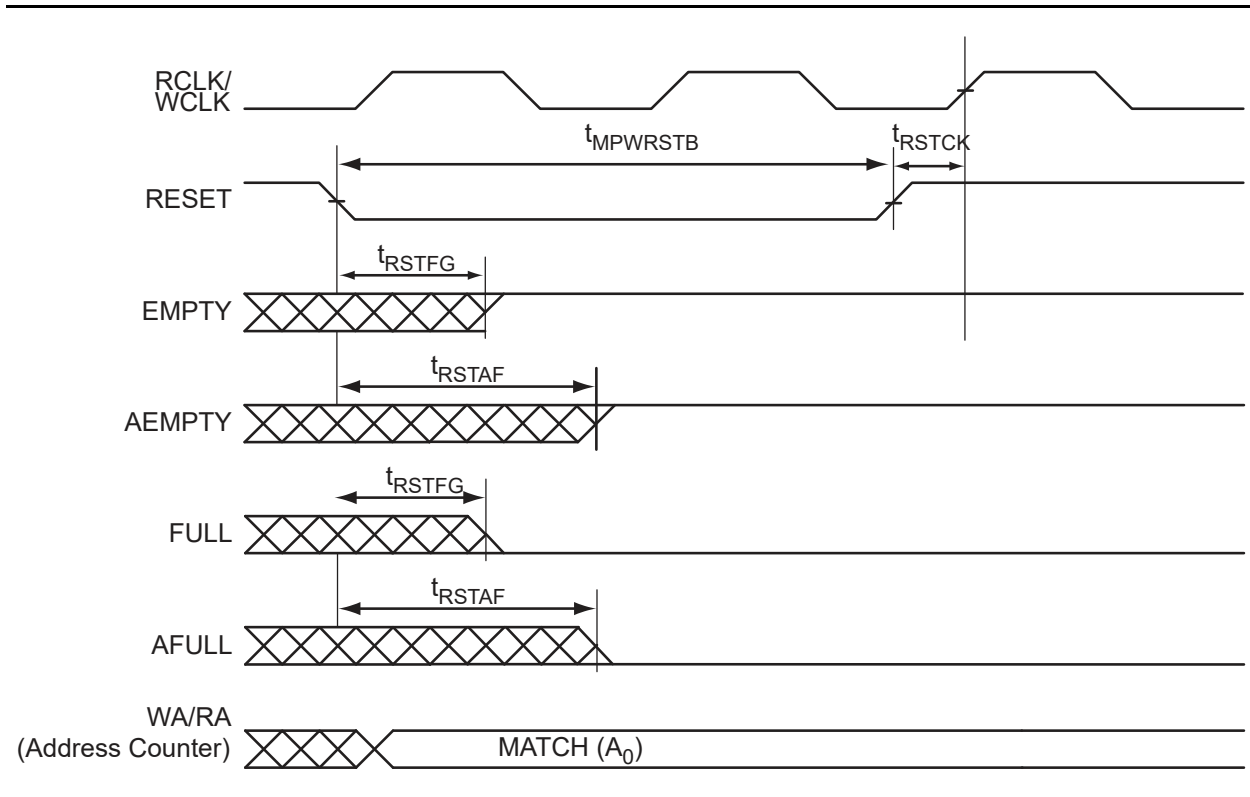 RCLK/
WCLK
tMPWRSTB
tRSTCK
RESET
tRSTFG
EMPTY
tRSTAF
AEMPTY
tRSTFG
FULL
tRSTAF
AFULL
WA/RA
(Address Counter)
MATCH (A0)